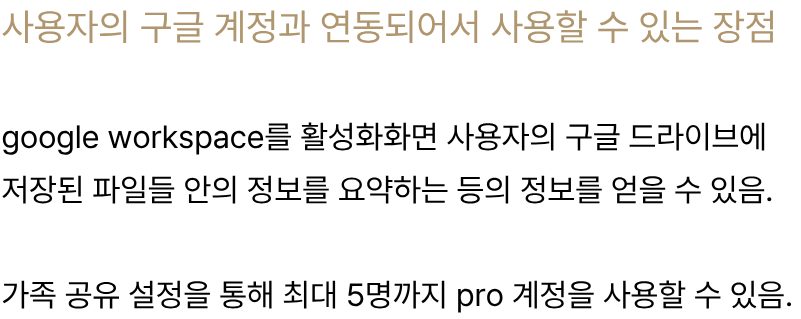 사용자의 구글 계정과 연동되어서 사용할 수 있는 장점
google workspace를 활성화화면 사용자의 구글 드라이브에
저장된 파일들 안의 정보를 요약하는 등의 정보를 얻을 수 있음.
가족 공유 설정을 통해 최대 5명까지 pro 계정을 사용할 수 있음.